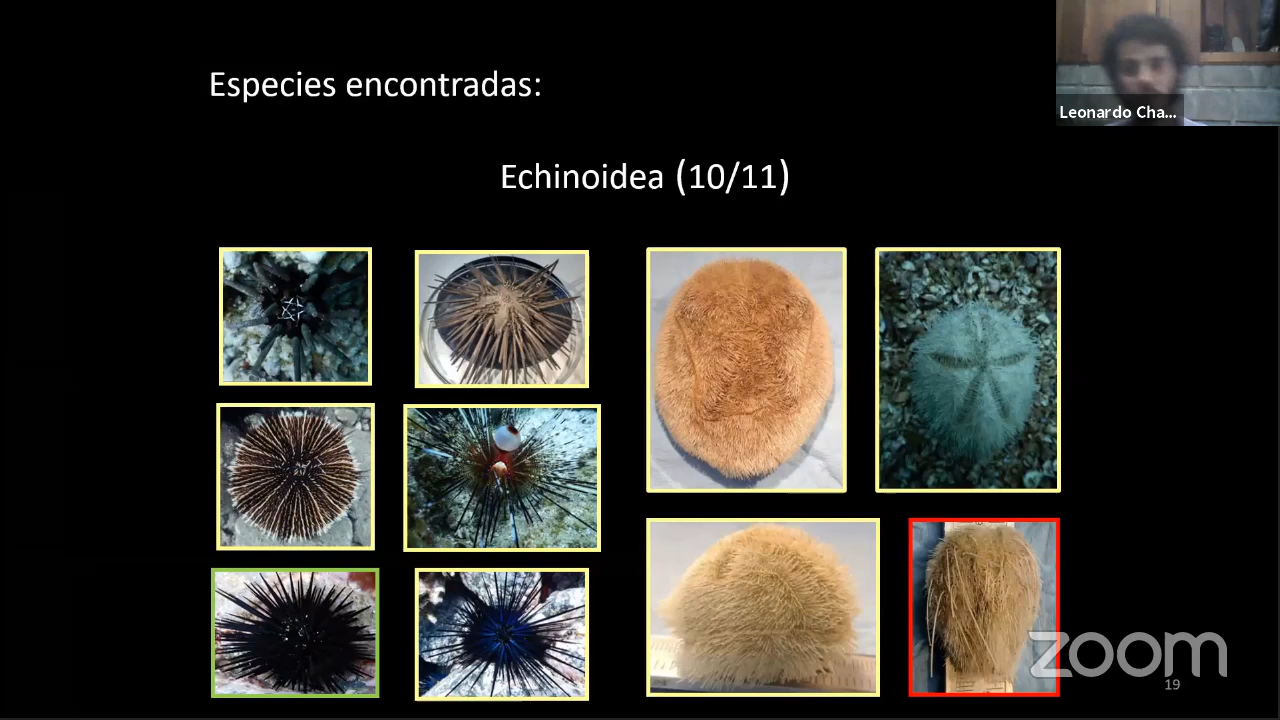 Especies encontradas:
Leonardo Cha...
Echinoidea (10/11)
zoom
19